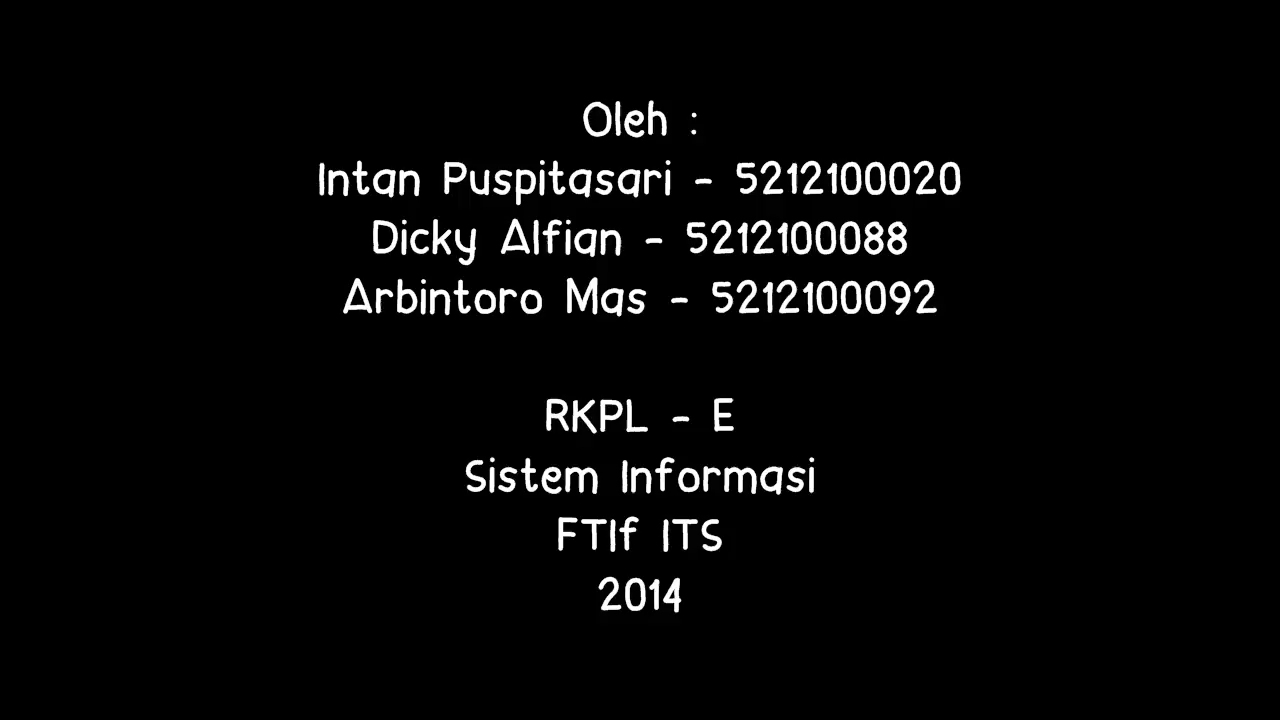 Oleh :
Intan Puspitasari - 5212100020
Dicky Alfian - 5212100088
Arbintoro Mas - 5212100092
RKPL - E
Sistem Informasi
FTIf ITS
2014